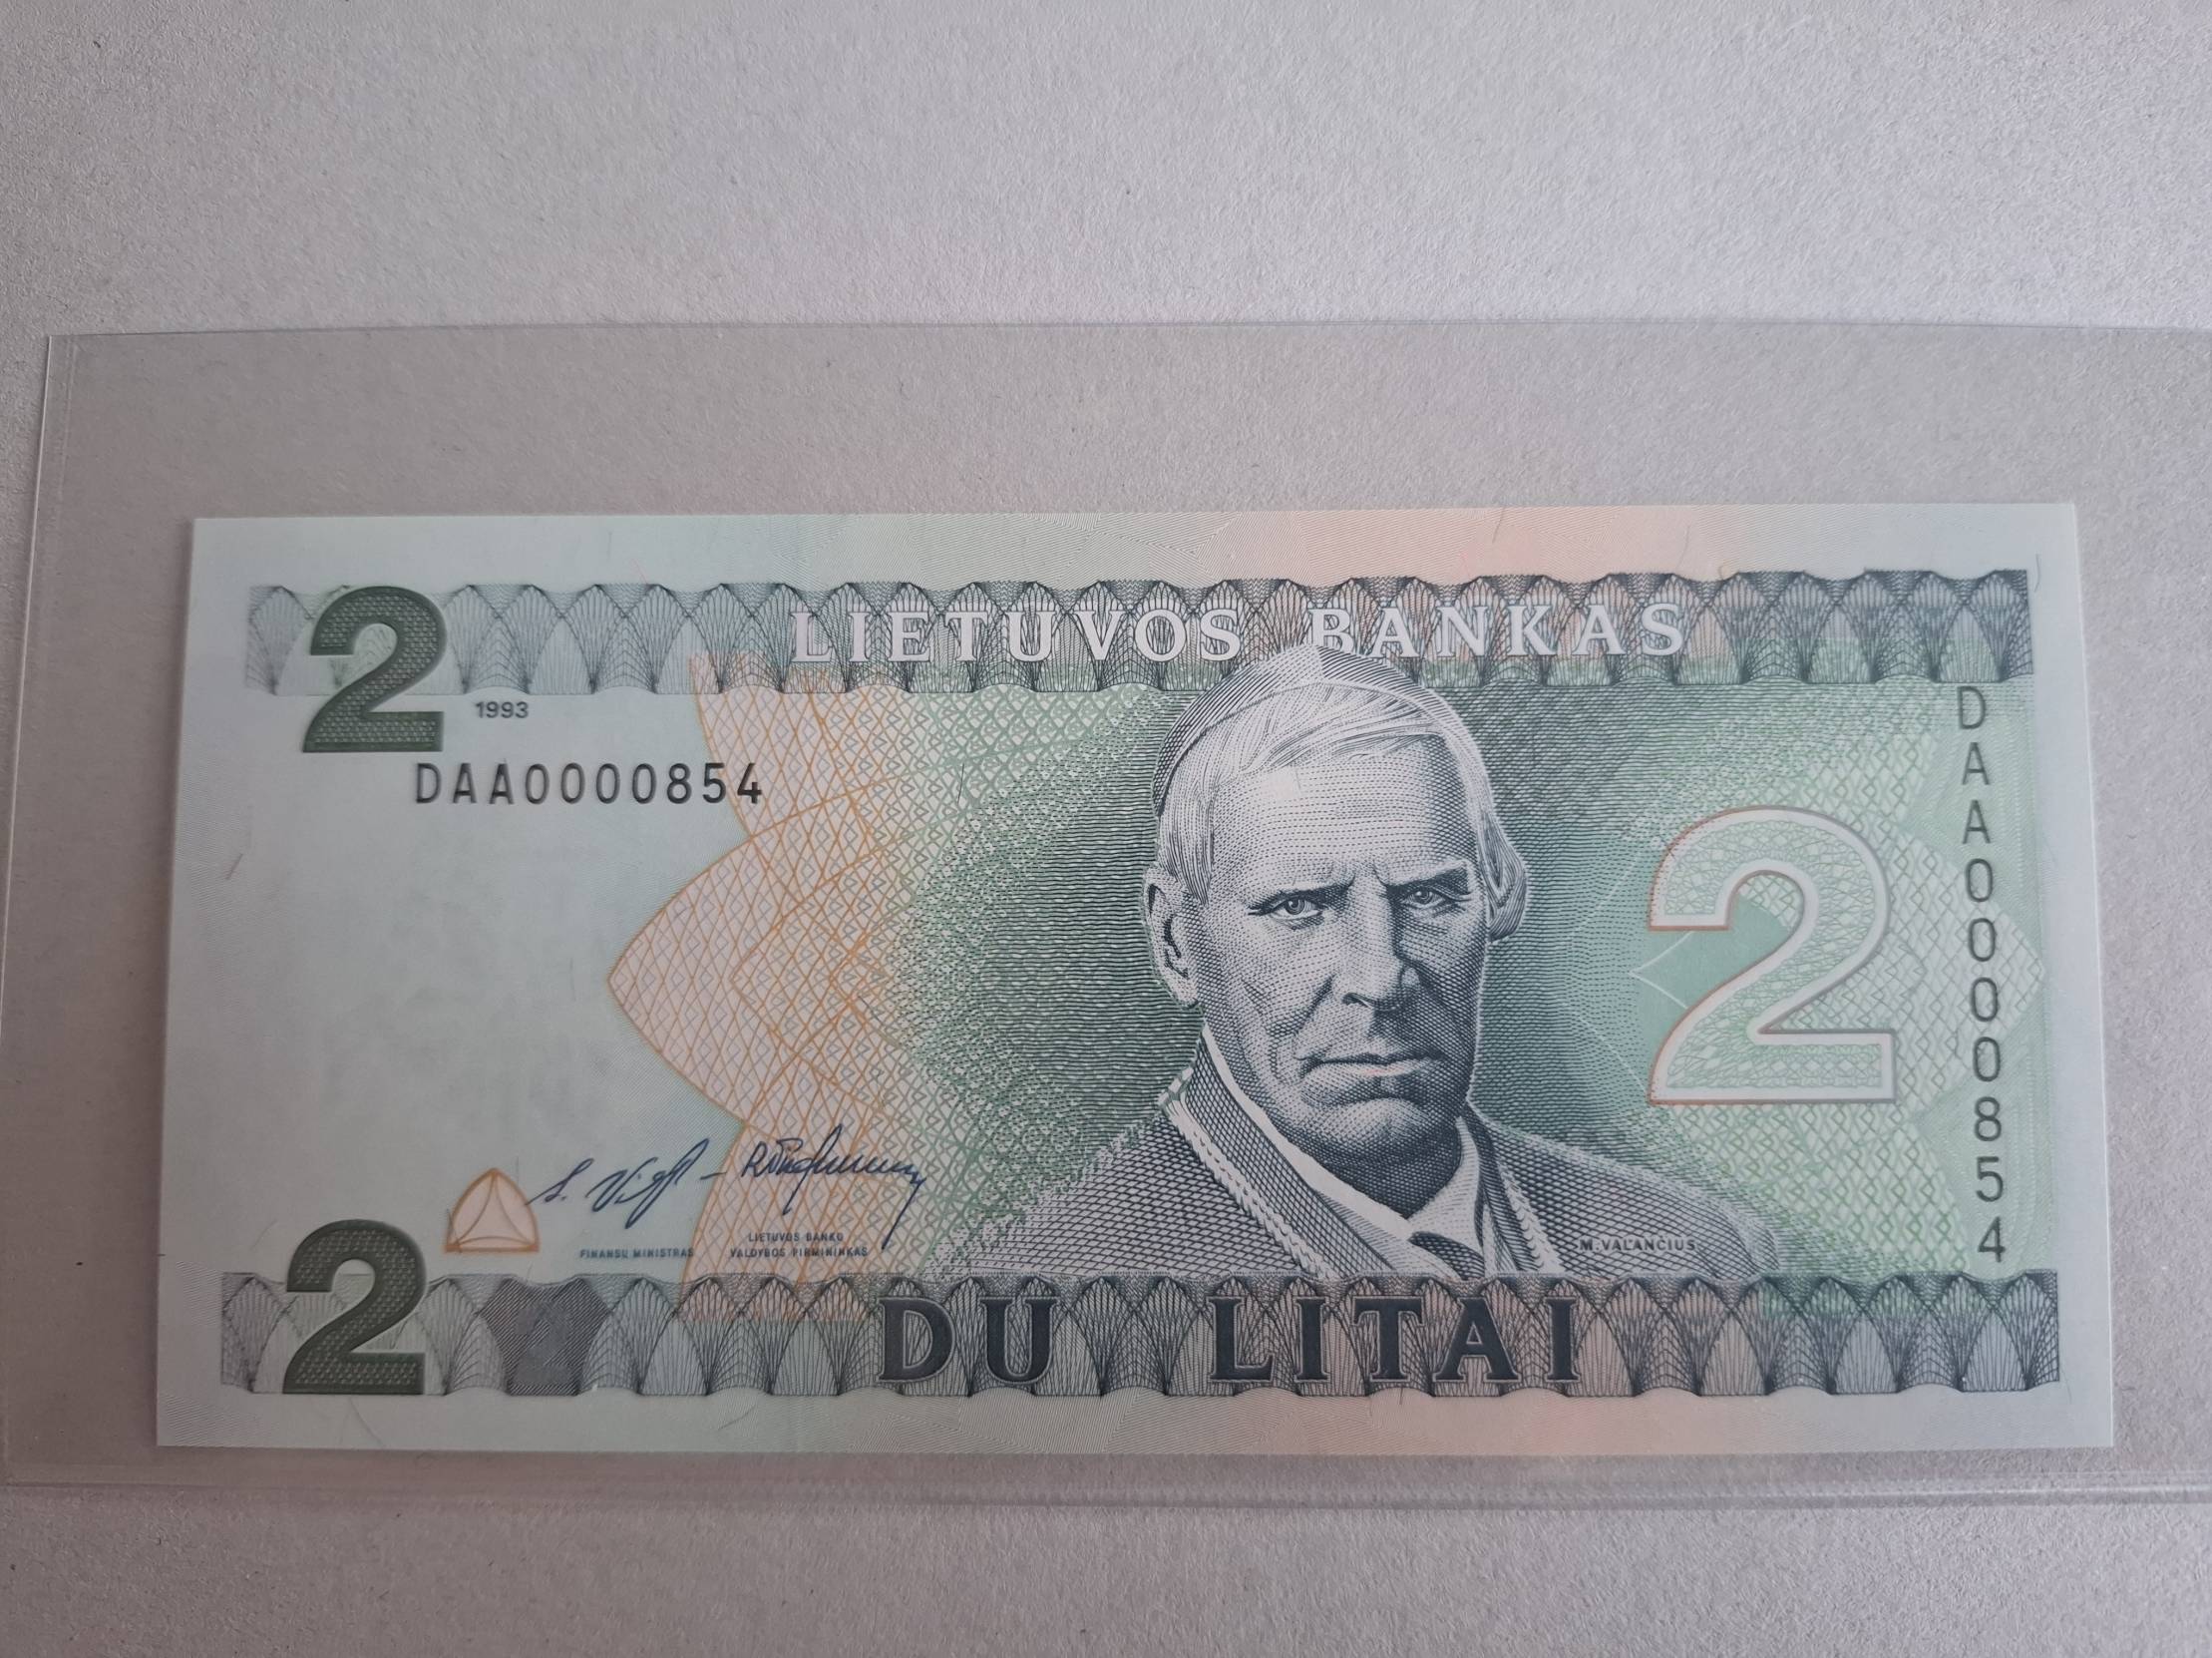 2
LIETUVOS BANKAS
1993
DAA0000854
DAA0000854
2
FINANSŲ MINISTRAS
LIETUVOS BANKO
VALDYBOS PIRMININKAS
M. VALANČIUS
2
DU LITAI